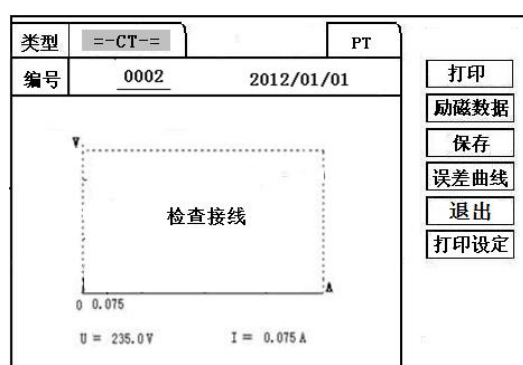 类型 =-CT-= PT
编号 0002 2012/01/01
打印
励磁数据
保存
误差曲线
退出
打印设定
V
检查接线
A
0 0.075
U = 235.0V I = 0.075A